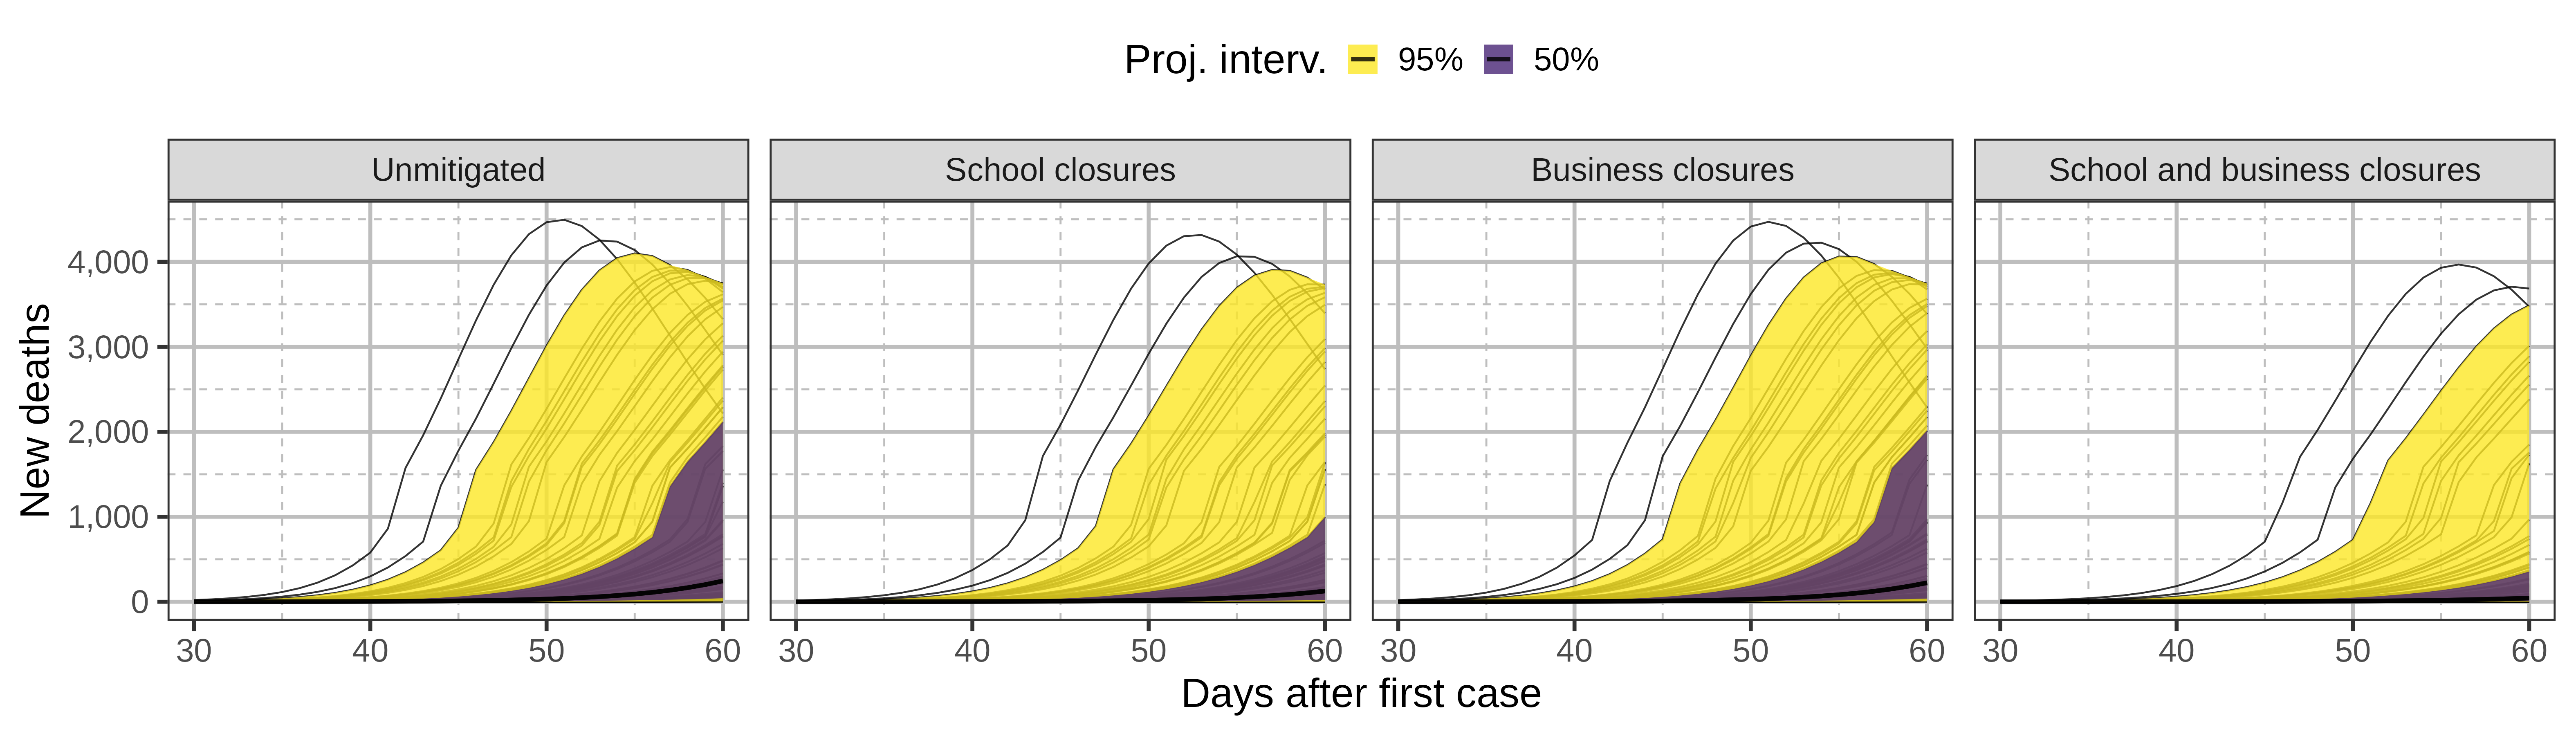 Proj. interv. 95% 50%
Unmitigated
School closures
Business closures
School and business closures
New deaths
4,000
3,000
2,000
1,000
0
30 40 50 60
30 40 50 60
30 40 50 60
30 40 50 60
Days after first case